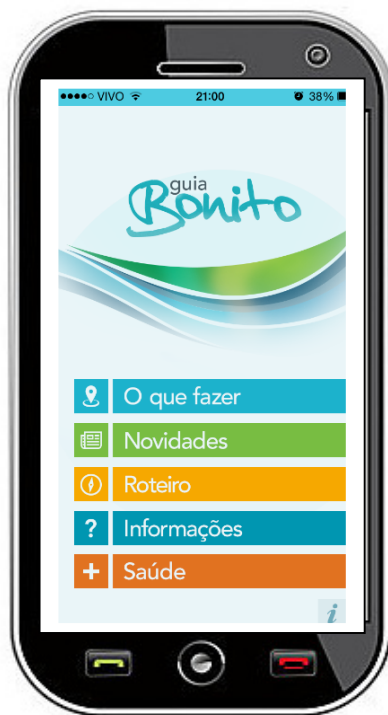 VIVO 21:00 38%
guia
Bonito
O que fazer
Novidades
Roteiro
? Informações
+ Saúde
i